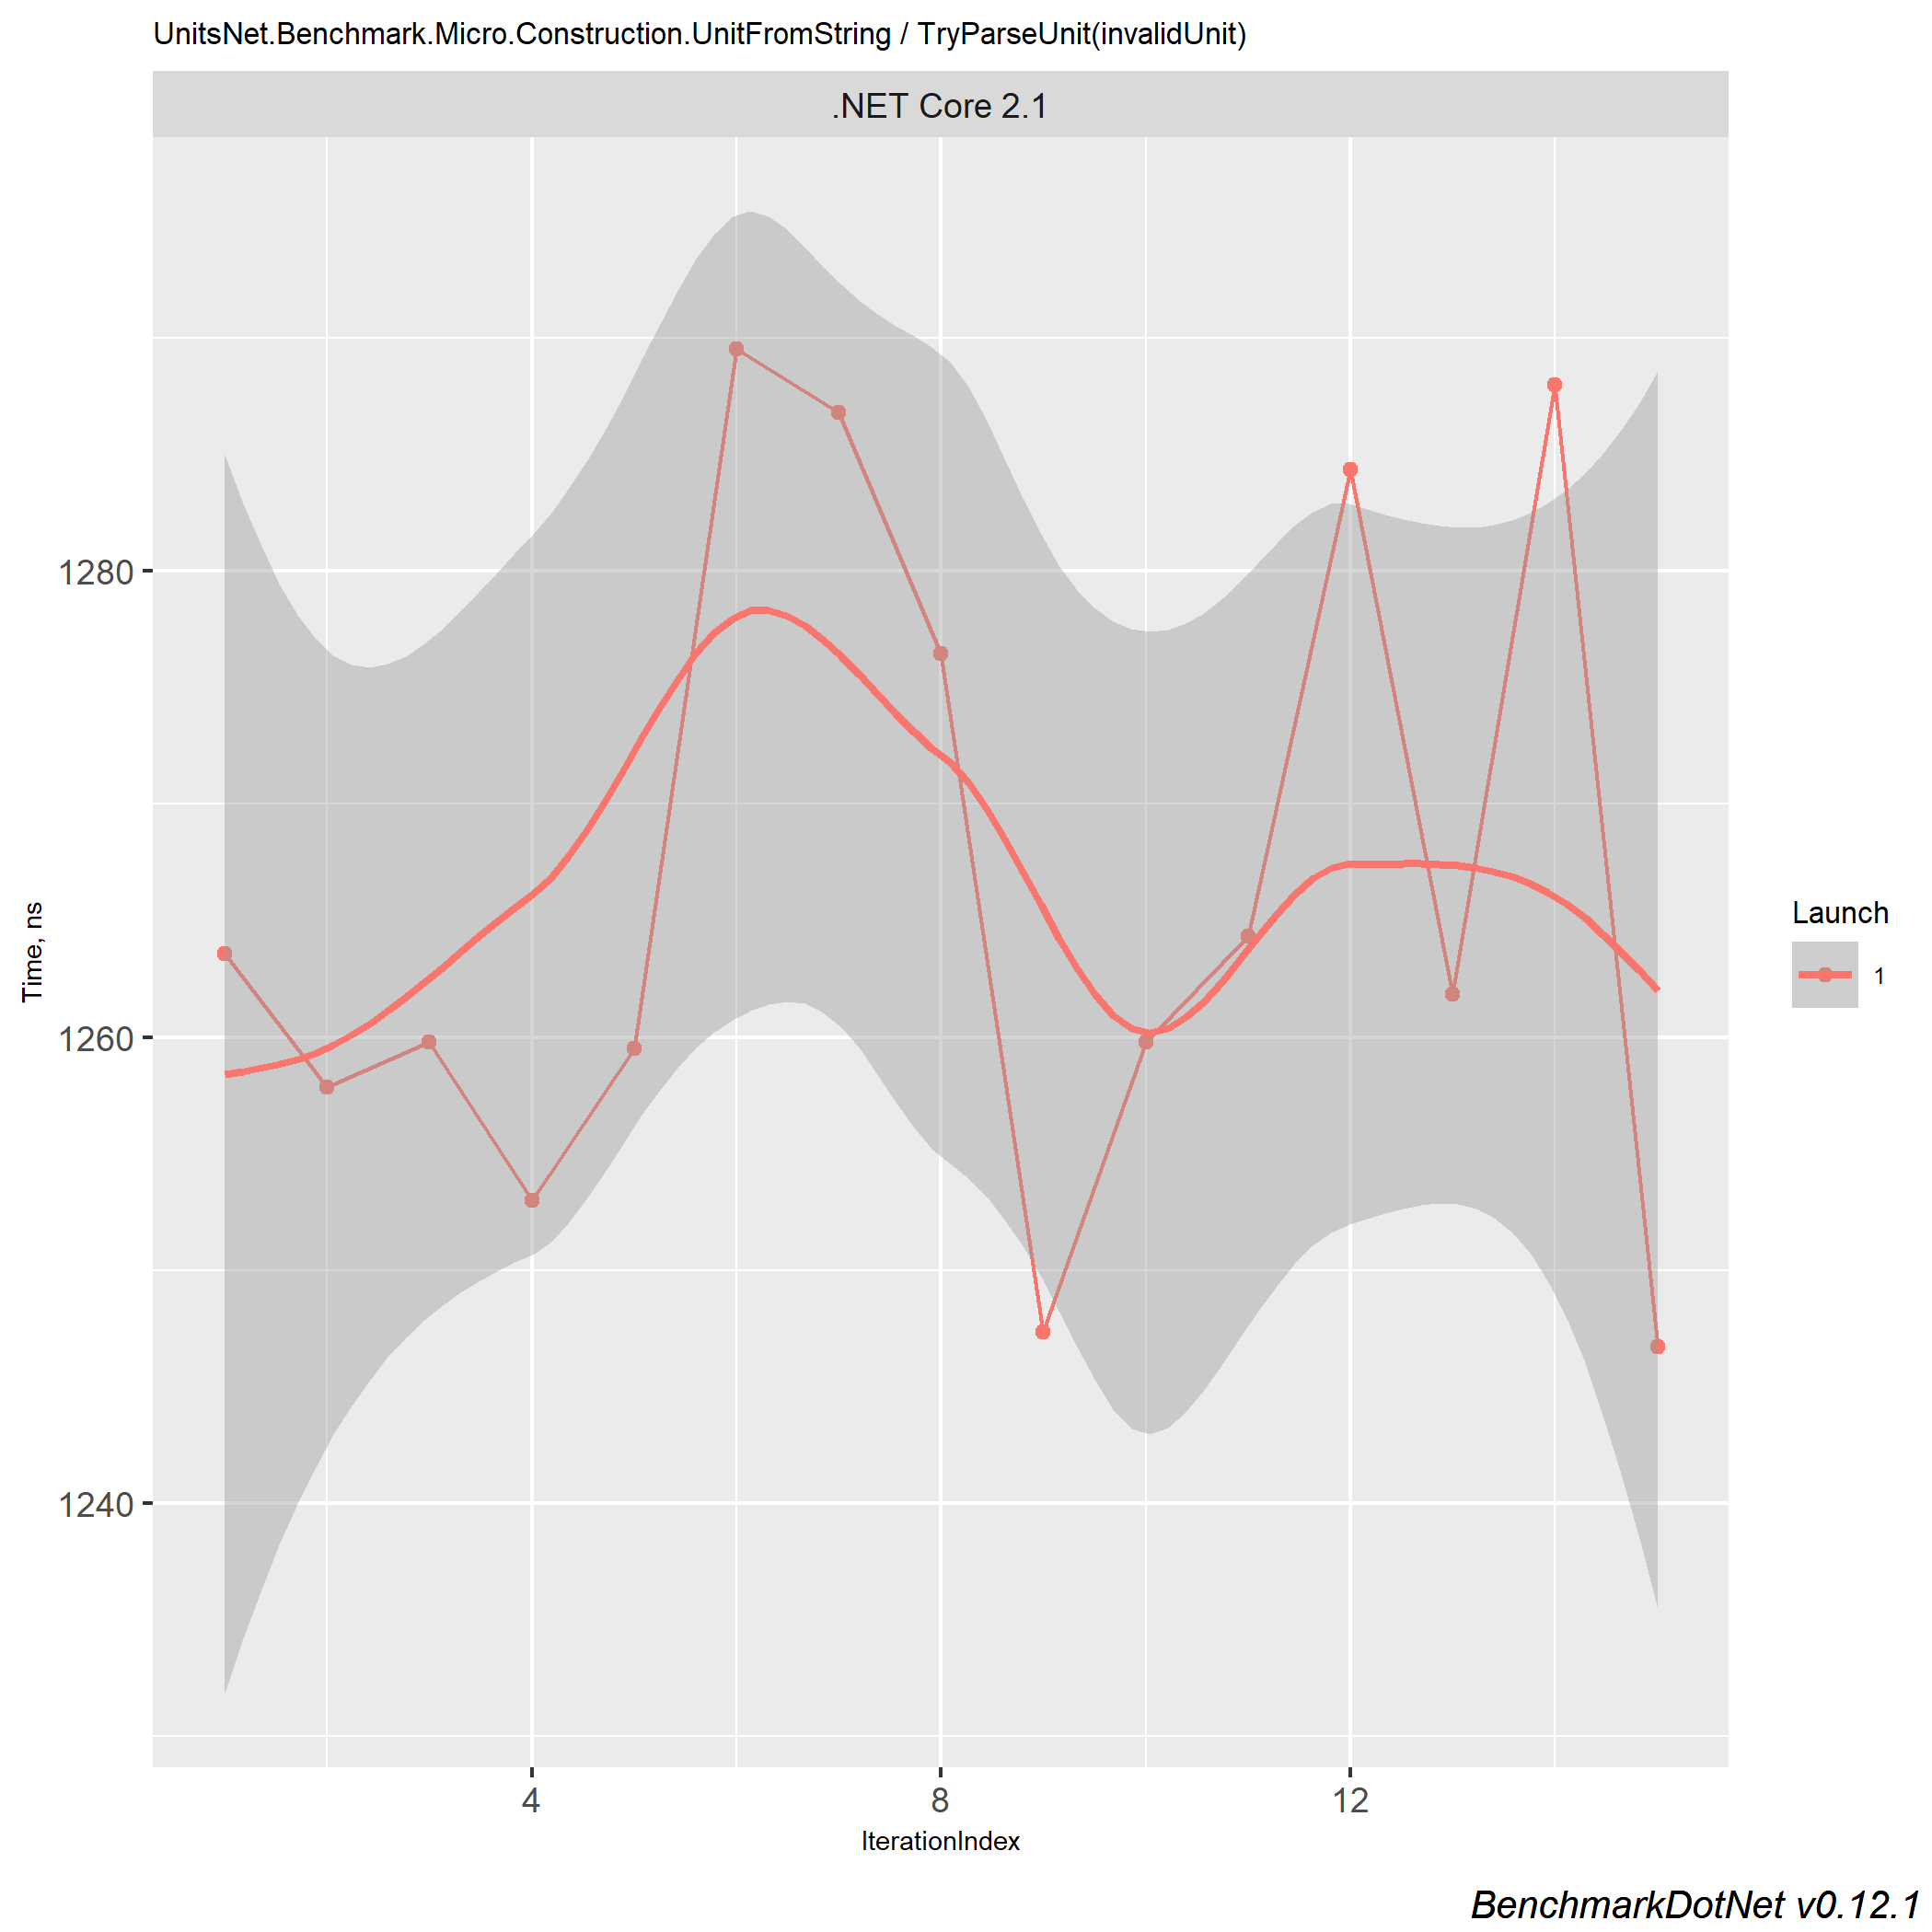 UnitsNet.Benchmark.Micro.Construction.UnitFromString / TryParseUnit(invalidUnit)
.NET Core 2.1
1280
1260
1240
Time, ns
4 8 12
IterationIndex
Launch
1
BenchmarkDotNet v0.12.1